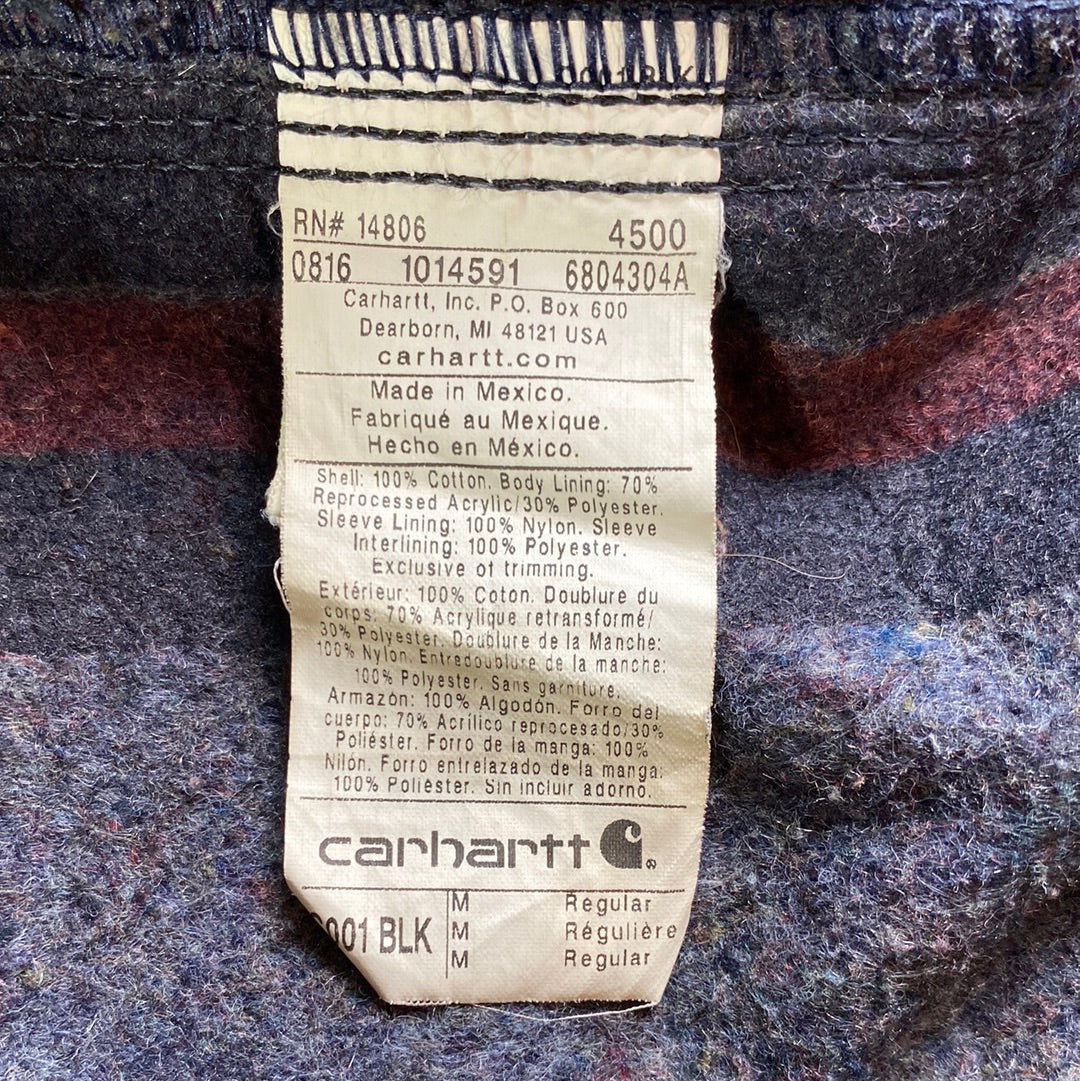 RN# 14806 4500
0816 1014591 6804304A
Carhartt, Inc. P.O. Box 600
Dearborn, MI 48121 USA
carhartt.com
Made in Mexico.
Fabriqué au Mexique.
Hecho en México.
Shell: 100% Cotton. Body Lining: 70%
Reprocessed Acrylic/30% Polyester.
Sleeve Lining: 100% Nylon. Sleeve
Interlining: 100% Polyester.
Exclusive of trimming.
Extérieur: 100% Coton. Doublure du
corps: 70% Acrylique retransformé/
30% Polyester. Doublure de la Manche:
100% Nylon. Entredoublure de la manche:
100% Polyester. Sans garniture.
Armazón: 100% Algodón. Forro del
cuerpo: 70% Acrílico reprocesado/30%
Poliéster. Forro de la manga: 100%
Nilón. Forro entrelazado de la manga:
100% Poliéster. Sin incluir adorno.
carhartt ®
M Regular
001 BLK M Régulière
M Regular